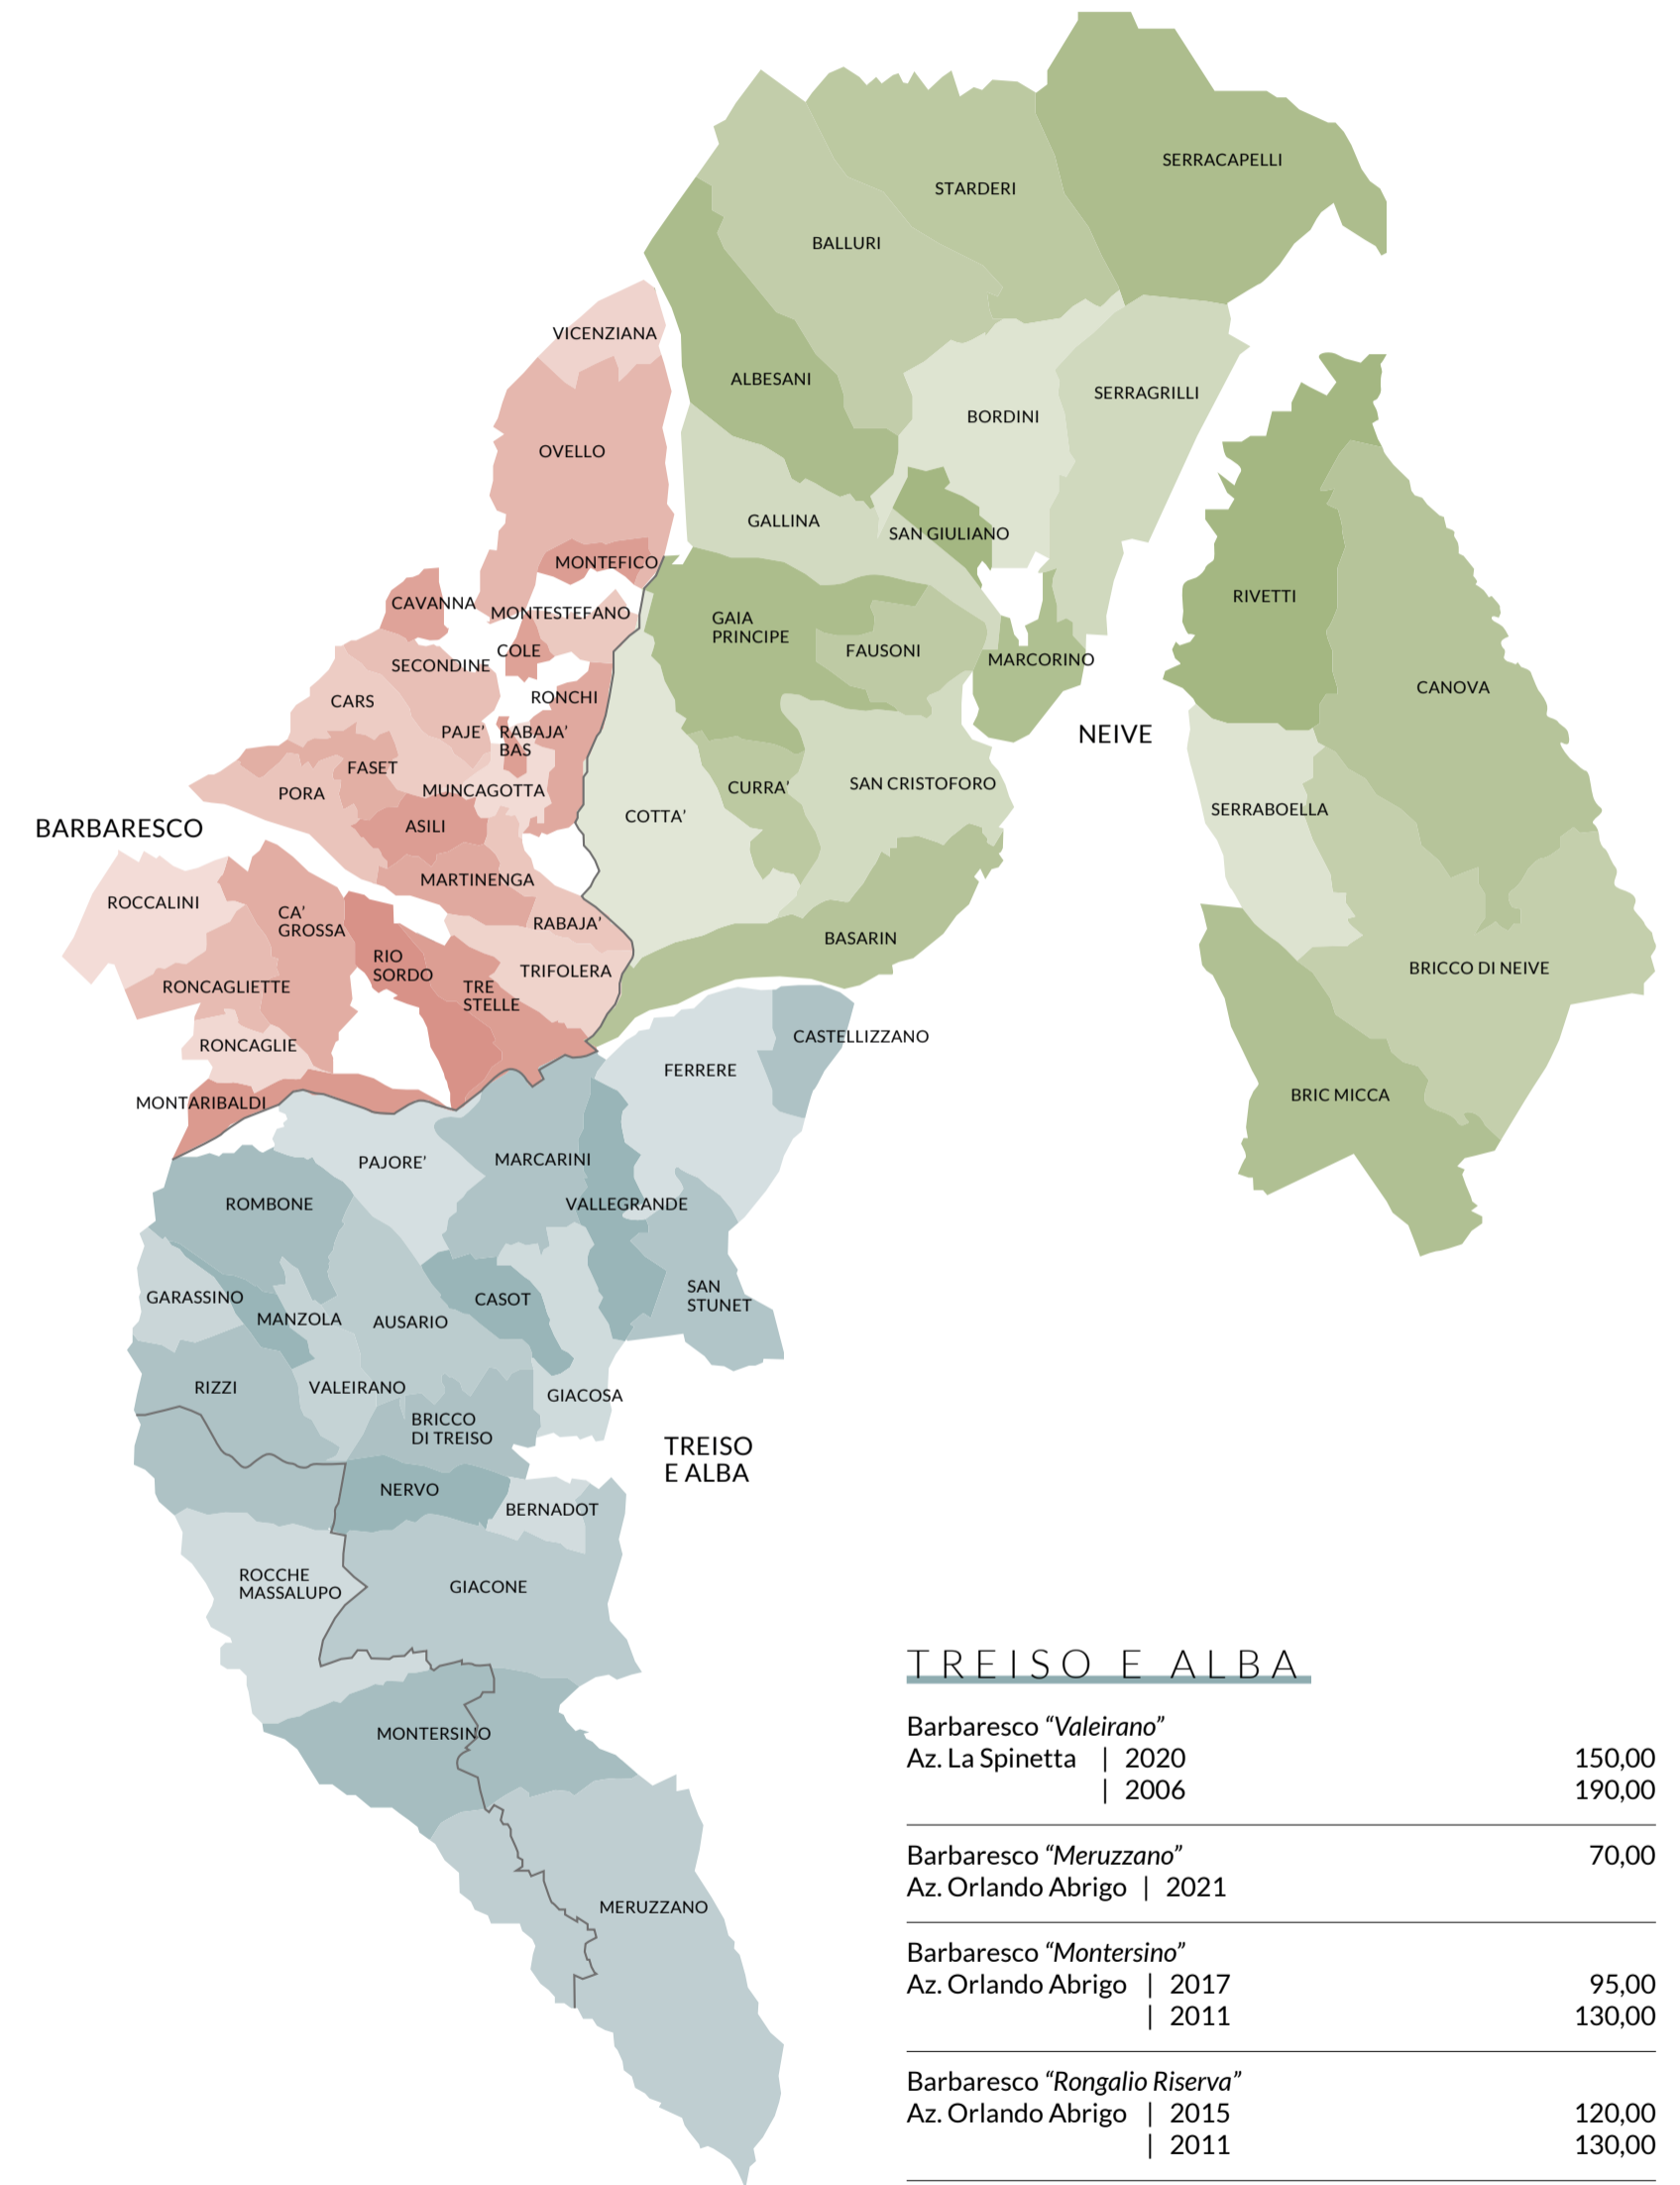 SERRACAPELLI
STARDERI
BALLURI
VICENZIANA
ALBESANI
SERRAGRILLI
BORDINI
OVELLO
GALLINA
SAN GIULIANO
MONTEFICO
RIVETTI
CAVANNA
MONTESTEFANO
GAIA
PRINCIPE
FAUSONI
COLE
MARCORINO
SECONDINE
CANOVA
RONCHI
CARS
PAJE’
RABAJA’
BAS
NEIVE
FASET
SAN CRISTOFORO
CURRA’
MUNCAGOTTA
PORA
SERRABOELLA
COTTA’
ASILI
BARBARESCO
MARTINENGA
ROCCALINI
CA’
GROSSA
RABAJA’
BASARIN
RIO
SORDO
TRIFOLERA
BRICCO DI NEIVE
RONCAGLIETTE
TRE
STELLE
CASTELLIZZANO
RONCAGLIE
FERRERE
BRIC MICCA
MONTARIBALDI
MARCARINI
PAJORE’
ROMBONE
VALLEGRANDE
SAN
STUNET
GARASSINO
CASOT
MANZOLA
AUSARIO
RIZZI
VALEIRANO
GIACOSA
BRICCO
DI TREISO
TREISO
E ALBA
NERVO
BERNADOT
ROCCHE
MASSALUPO
GIACONE
MONTERSINO
MERUZZANO
TREISO E ALBA
Barbaresco “Valeirano”
Az. La Spinetta | 2020 150,00
| 2006 190,00
Barbaresco “Meruzzano” 70,00
Az. Orlando Abrigo | 2021
Barbaresco “Montersino”
Az. Orlando Abrigo | 2017 95,00
| 2011 130,00
Barbaresco “Rongalio Riserva”
Az. Orlando Abrigo | 2015 120,00
| 2011 130,00